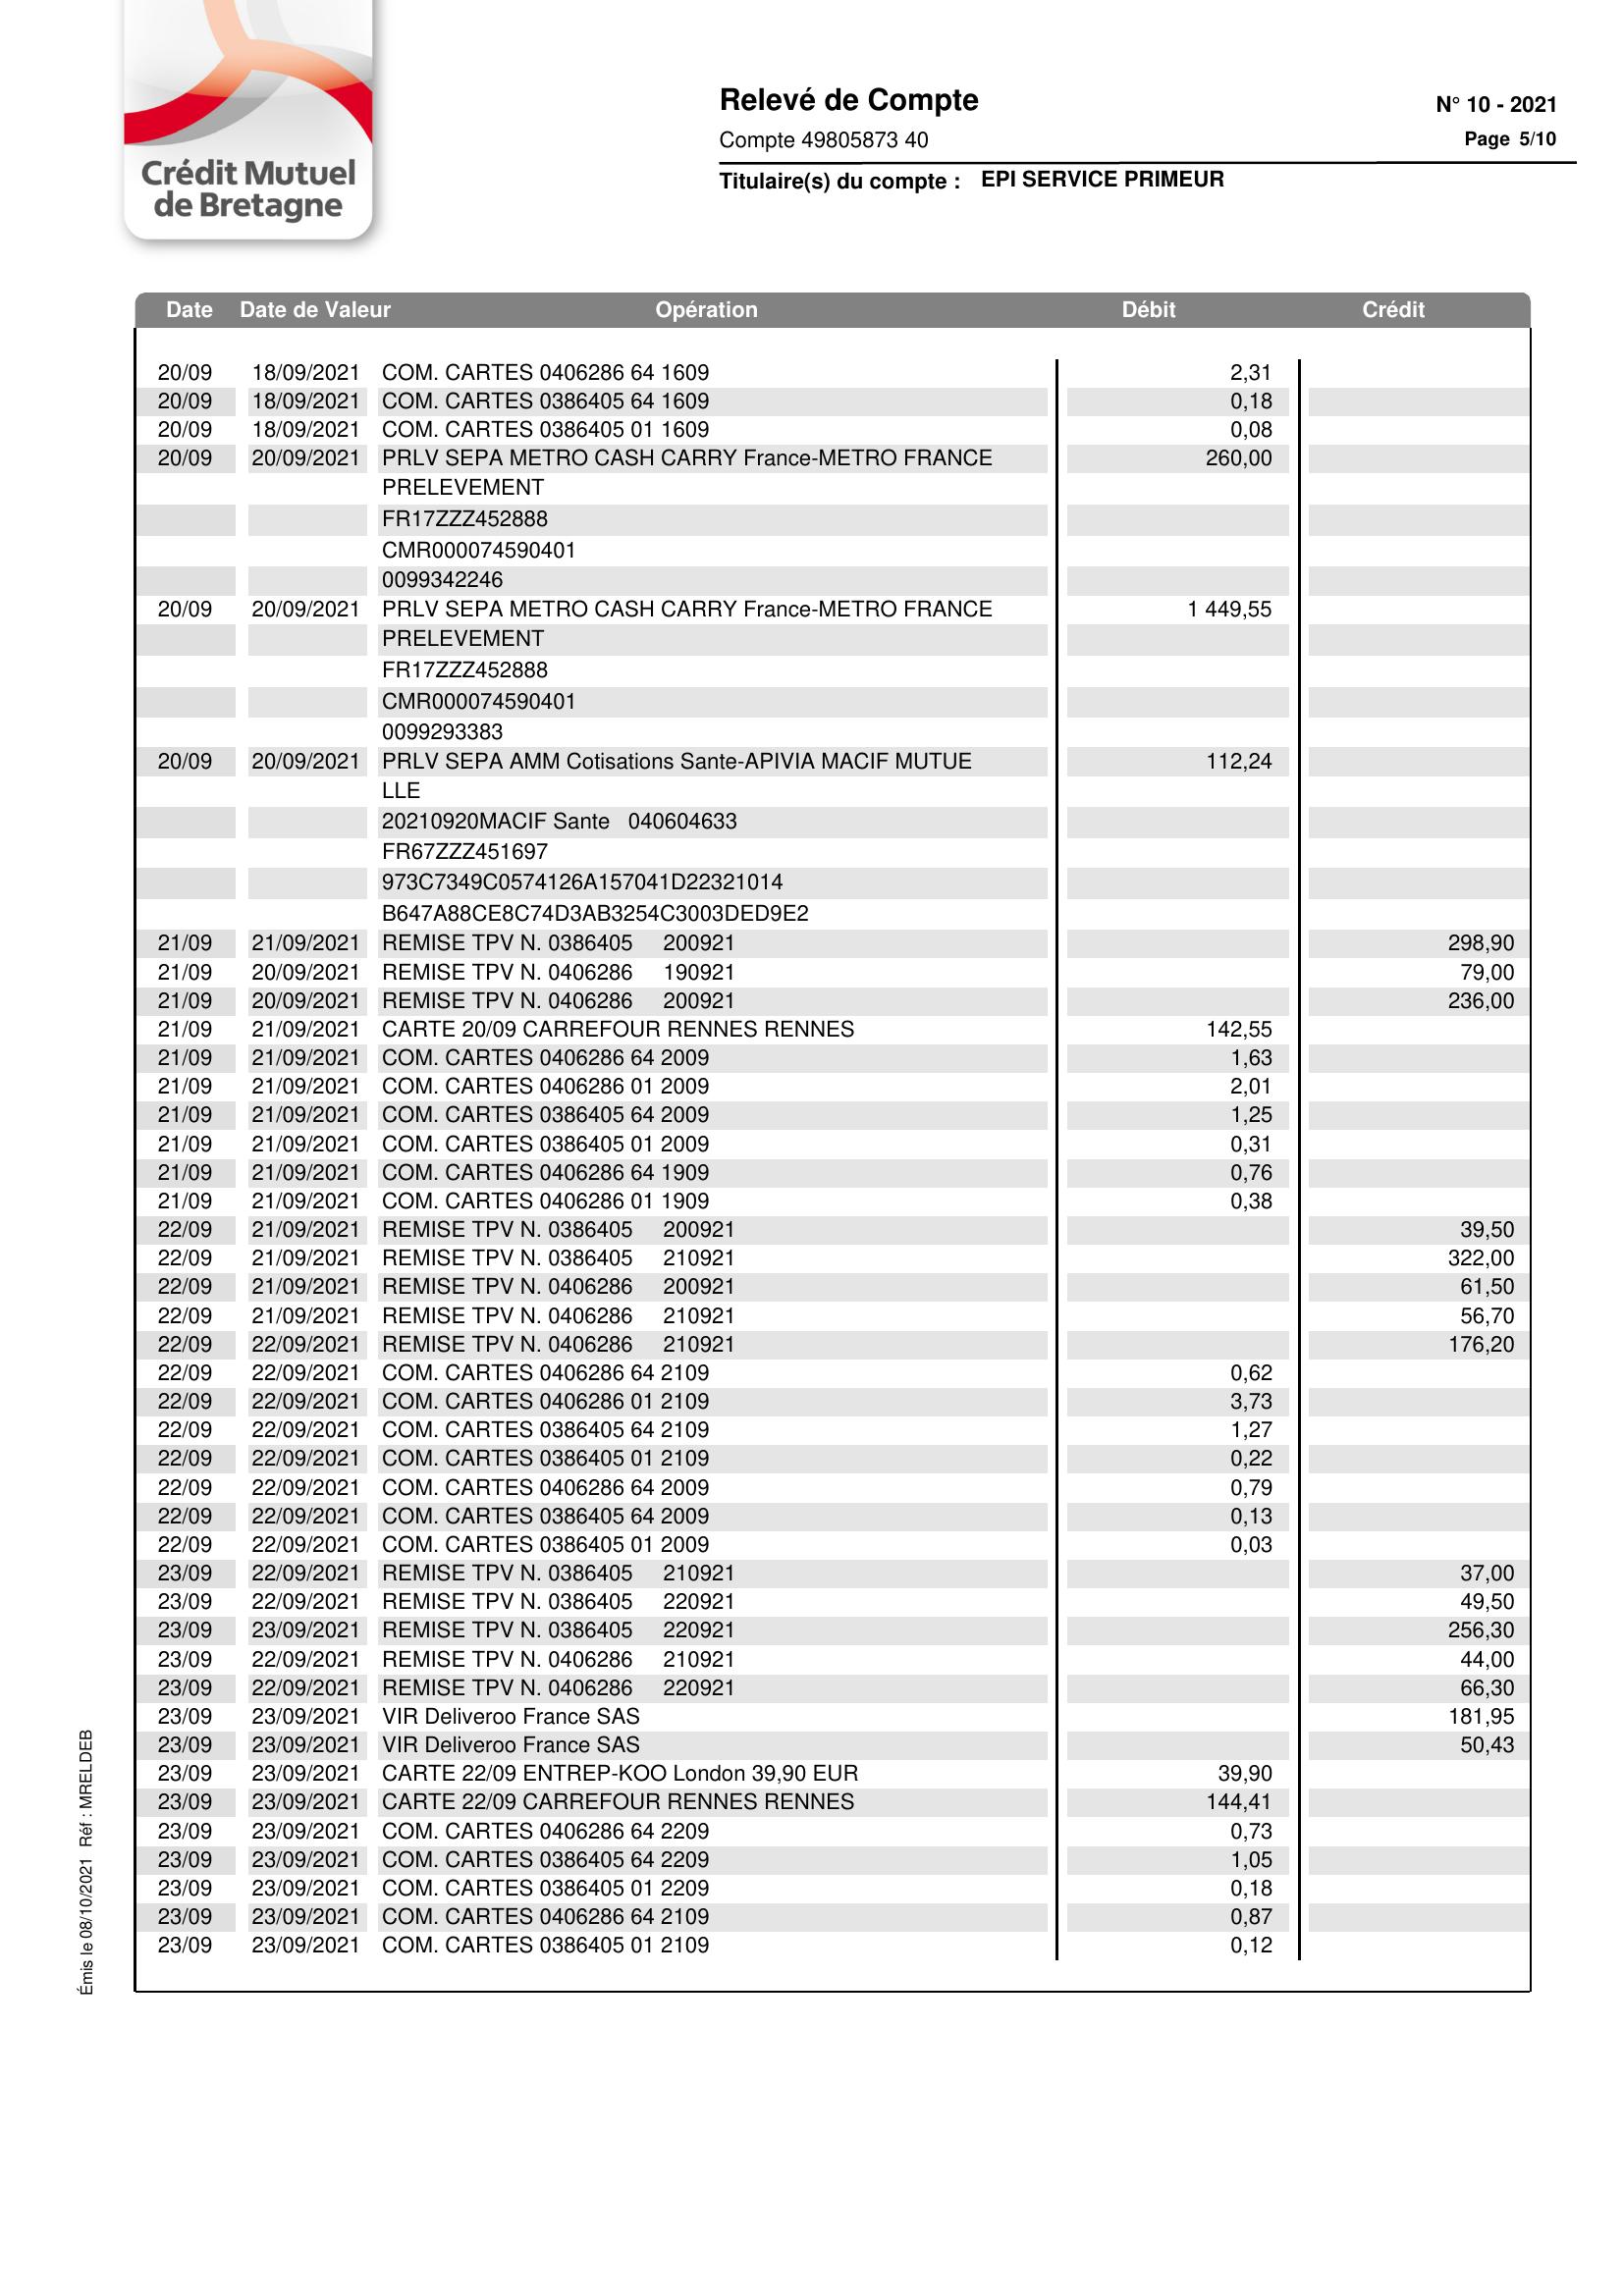 Crédit Mutuel
de Bretagne
Relevé de Compte
N° 10 - 2021
Compte 49805873 40
Page 5/10
Titulaire(s) du compte : EPI SERVICE PRIMEUR
Date Date de Valeur Opération Débit Crédit
20/09 18/09/2021 COM. CARTES 0406286 64 1609 2,31
20/09 18/09/2021 COM. CARTES 0386405 64 1609 0,18
20/09 18/09/2021 COM. CARTES 0386405 01 1609 0,08
20/09 20/09/2021 PRLV SEPA METRO CASH CARRY France-METRO FRANCE 260,00
PRELEVEMENT
FR17ZZZ452888
CMR000074590401
0099342246
20/09 20/09/2021 PRLV SEPA METRO CASH CARRY France-METRO FRANCE 1 449,55
PRELEVEMENT
FR17ZZZ452888
CMR000074590401
0099293383
20/09 20/09/2021 PRLV SEPA AMM Cotisations Sante-APIVIA MACIF MUTUE 112,24
LLE
20210920MACIF Sante 040604633
FR67ZZZ451697
973C7349C0574126A157041D22321014
B647A88CE8C74D3AB3254C3003DED9E2
21/09 21/09/2021 REMISE TPV N. 0386405 200921 298,90
21/09 20/09/2021 REMISE TPV N. 0406286 190921 79,00
21/09 20/09/2021 REMISE TPV N. 0406286 200921 236,00
21/09 21/09/2021 CARTE 20/09 CARREFOUR RENNES RENNES 142,55
21/09 21/09/2021 COM. CARTES 0406286 64 2009 1,63
21/09 21/09/2021 COM. CARTES 0406286 01 2009 2,01
21/09 21/09/2021 COM. CARTES 0386405 64 2009 1,25
21/09 21/09/2021 COM. CARTES 0386405 01 2009 0,31
21/09 21/09/2021 COM. CARTES 0406286 64 1909 0,76
21/09 21/09/2021 COM. CARTES 0406286 01 1909 0,38
22/09 21/09/2021 REMISE TPV N. 0386405 200921 39,50
22/09 21/09/2021 REMISE TPV N. 0386405 210921 322,00
22/09 21/09/2021 REMISE TPV N. 0406286 200921 61,50
22/09 21/09/2021 REMISE TPV N. 0406286 210921 56,70
22/09 22/09/2021 REMISE TPV N. 0406286 210921 176,20
22/09 22/09/2021 COM. CARTES 0406286 64 2109 0,62
22/09 22/09/2021 COM. CARTES 0406286 01 2109 3,73
22/09 22/09/2021 COM. CARTES 0386405 64 2109 1,27
22/09 22/09/2021 COM. CARTES 0386405 01 2109 0,22
22/09 22/09/2021 COM. CARTES 0406286 64 2009 0,79
22/09 22/09/2021 COM. CARTES 0386405 64 2009 0,13
22/09 22/09/2021 COM. CARTES 0386405 01 2009 0,03
23/09 22/09/2021 REMISE TPV N. 0386405 210921 37,00
23/09 22/09/2021 REMISE TPV N. 0386405 220921 49,50
23/09 23/09/2021 REMISE TPV N. 0386405 220921 256,30
23/09 22/09/2021 REMISE TPV N. 0406286 210921 44,00
23/09 22/09/2021 REMISE TPV N. 0406286 220921 66,30
23/09 23/09/2021 VIR Deliveroo France SAS 181,95
23/09 23/09/2021 VIR Deliveroo France SAS 50,43
23/09 23/09/2021 CARTE 22/09 ENTREP-KOO London 39,90 EUR 39,90
23/09 23/09/2021 CARTE 22/09 CARREFOUR RENNES RENNES 144,41
23/09 23/09/2021 COM. CARTES 0406286 64 2209 0,73
23/09 23/09/2021 COM. CARTES 0386405 64 2209 1,05
23/09 23/09/2021 COM. CARTES 0386405 01 2209 0,18
23/09 23/09/2021 COM. CARTES 0406286 64 2109 0,87
23/09 23/09/2021 COM. CARTES 0386405 01 2109 0,12
Émis le 08/10/2021 Réf : MRELDEB